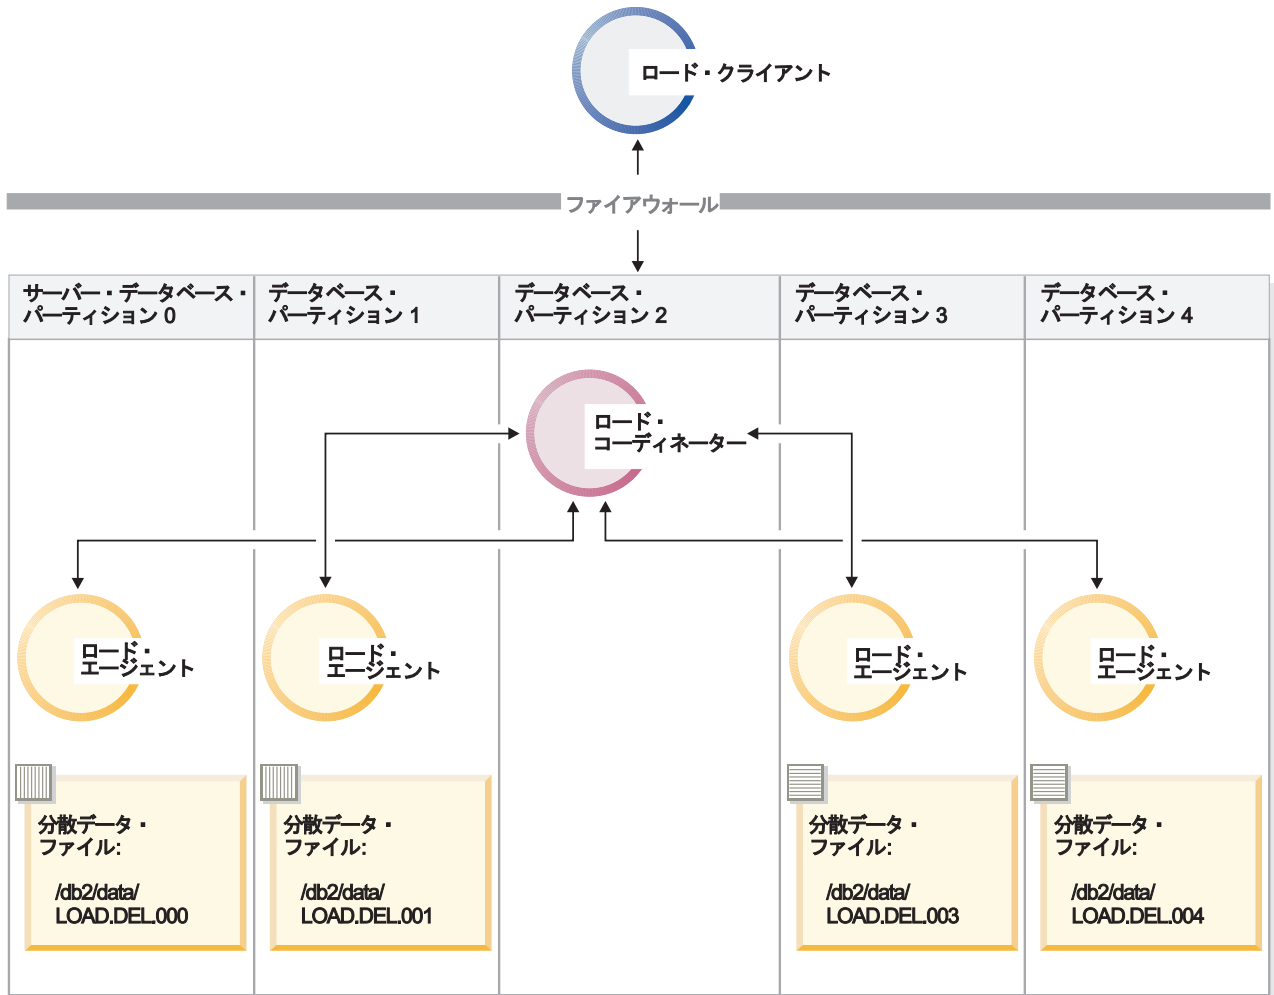 ロード・クライアント
ファイアウォール
サーバー・データベース・
パーティション 0
データベース・
パーティション 1
データベース・
パーティション 2
データベース・
パーティション 3
データベース・
パーティション 4
ロード・
コーディネーター
ロード・
エージェント
ロード・
エージェント
ロード・
エージェント
ロード・
エージェント
分散データ・
ファイル:
/db2/data/
LOAD.DEL.000
分散データ・
ファイル:
/db2/data/
LOAD.DEL.001
分散データ・
ファイル:
/db2/data/
LOAD.DEL.003
分散データ・
ファイル:
/db2/data/
LOAD.DEL.004